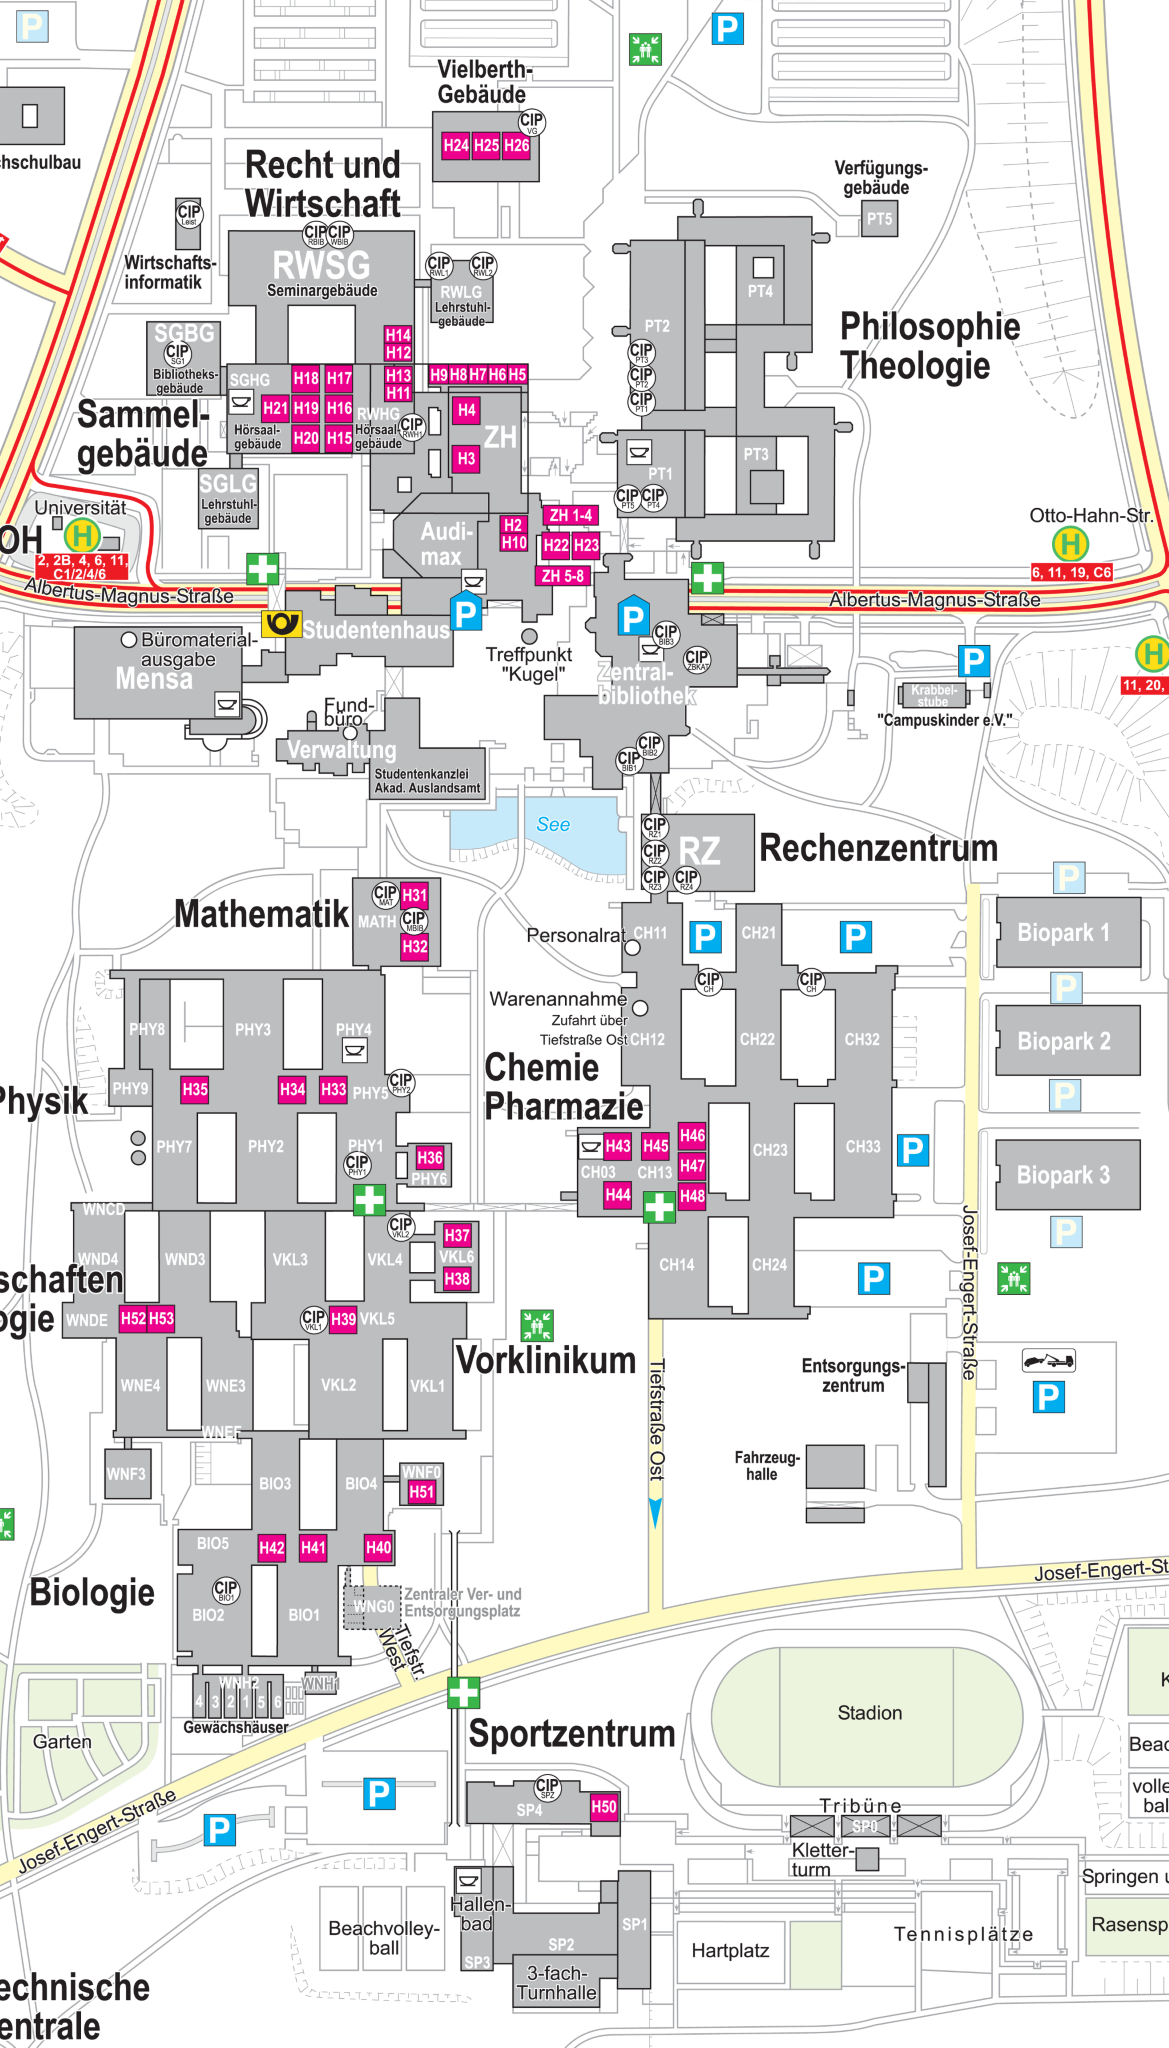 P
P
Vielberth-
Gebäude
CIP
VG
H24
H25
H26
chschulbau
Recht und
Wirtschaft
Verfügungs-
gebäude
PT5
CIP
Leist
CIP
RBIB
CIP
WBIB
RWSG
Seminargebäude
Wirtschafts-
informatik
CIP
RWL1
CIP
RWL2
RWLG
Lehrstuhl-
gebäude
PT4
PT2
Philosophie
Theologie
SGBG
CIP
SG1
Bibliotheks-
gebäude
H14
H12
CIP
PT3
CIP
PT2
CIP
PT1
SGHG
H18
H17
H13
H11
H9
H8
H7
H6
H5
H21
H19
H16
RWHG
H4
Sammel-
gebäude
Hörsaal-
gebäude
H20
H15
Hörsaal-
gebäude
CIP
RWH1
ZH
H3
PT1
PT3
CIP
PT5
CIP
PT4
SGLG
Lehrstuhl-
gebäude
Universität
H
OH
2, 2B, 4, 6, 11,
C1/2/4/6
Audi-
max
H2
H10
ZH 1-4
H22
H23
ZH 5-8
Otto-Hahn-Str.
H
6, 11, 19, C6
Albertus-Magnus-Straße
Albertus-Magnus-Straße
P
P
Studentenhaus
Büromaterial-
ausgabe
Mensa
Treffpunkt
"Kugel"
CIP
BIB3
CIP
ZBKAT
Zentral-
bibliothek
P
H
11, 20,
Krabbel-
stube
"Campuskinder e.V."
Fund-
büro
Verwaltung
Studentenkanzlei
Akad. Auslandsamt
CIP
BIB2
CIP
BIB1
See
CIP
RZ1
CIP
RZ2
CIP
RZ3
CIP
RZ4
RZ
Rechenzentrum
Mathematik
CIP
MAT
H31
MATH
CIP
MBIB
H32
Personalrat
CH11
P
CH21
P
P
Biopark 1
CIP
CH
CIP
CH
P
Warenannahme
Zufahrt über
Tiefstraße Ost
CH12
CH22
CH32
Biopark 2
PHY8
PHY3
PHY4
Chemie
Pharmazie
PHY9
H35
H34
H33
PHY5
CIP
PHY2
Physik
P
PHY7
PHY2
PHY1
CIP
PHY1
H36
PHY6
H43
H45
H46
CH03
CH13
H47
H44
H48
CH23
CH33
P
Biopark 3
P
WNCD
WND4
WND3
VKL3
VKL4
CIP
VKL2
H37
VKL6
H38
CH14
CH24
P
Josef-Engert-Straße
schaften
ogie
WNDE
H52
H53
CIP
VKL1
H39
VKL5
Vorklinikum
WNE4
WNE3
VKL2
VKL1
Tiefstraße Ost
Entsorgungs-
zentrum
P
WNEF
WNF3
BIO3
BIO4
WNF0
H51
Fahrzeug-
halle
BIO5
H42
H41
H40
Biologie
CIP
BIO1
BIO2
BIO1
WNG0
Zentraler Ver- und
Entsorgungsplatz
Tiefstr.
West
Josef-Engert-St
WNH2
WNH1
4
3
2
1
5
6
Gewächshäuser
Garten
Sportzentrum
Stadion
K
Beac
volle
bal
Josef-Engert-Straße
P
P
CIP
SPZ
SP4
H50
Tribüne
SP0
Kletter-
turm
Springen u
Hallen-
bad
Beachvolley-
ball
SP1
SP2
SP3
3-fach-
Turnhalle
Hartplatz
Tennisplätze
Rasensp
echnische
entrale